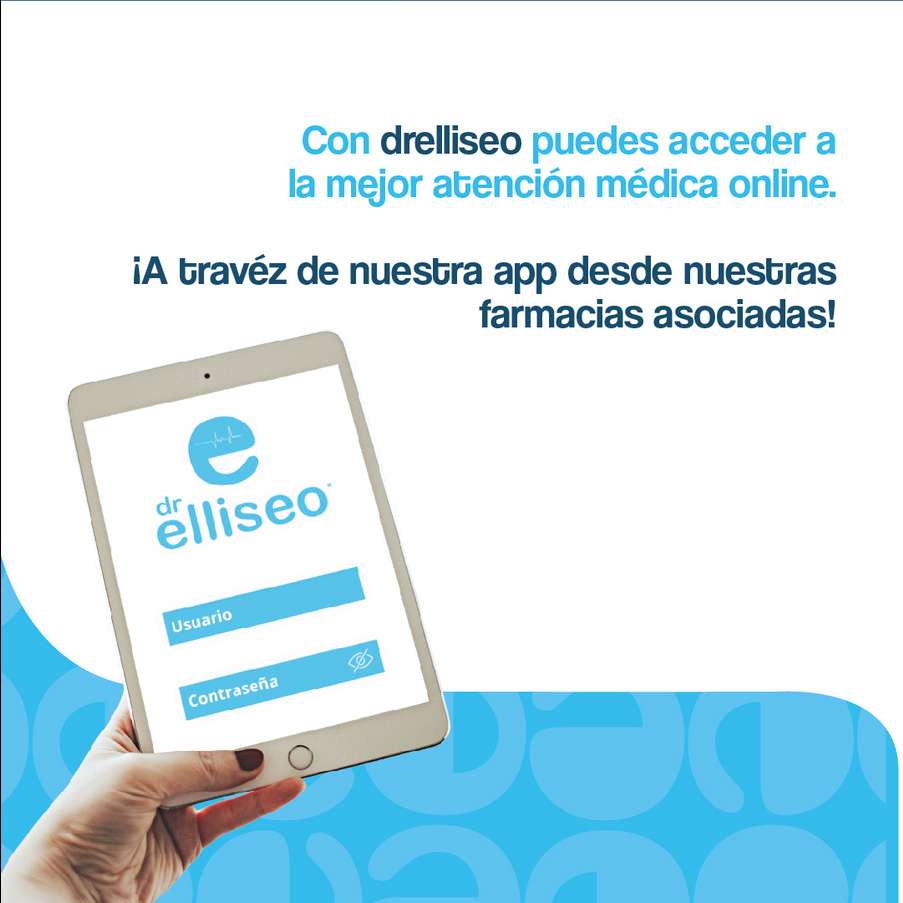 Con drelliseo puedes acceder a
la mejor atención médica online.
¡A travéz de nuestra app desde nuestras
farmacias asociadas!
dr
elliseo
Usuario
Contraseña